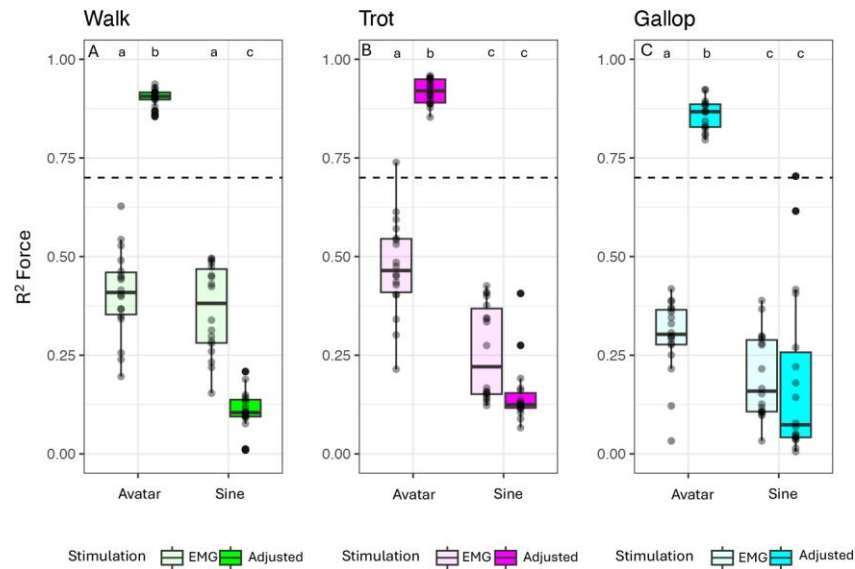 Walk
Trot
Gallop
A a b a c
B a b c c
C a b c c
1.00
0.75
0.50
0.25
0.00
R² Force
1.00
0.75
0.50
0.25
0.00
1.00
0.75
0.50
0.25
0.00
Avatar Sine
Avatar Sine
Avatar Sine
Stimulation EMG Adjusted
Stimulation EMG Adjusted
Stimulation EMG Adjusted